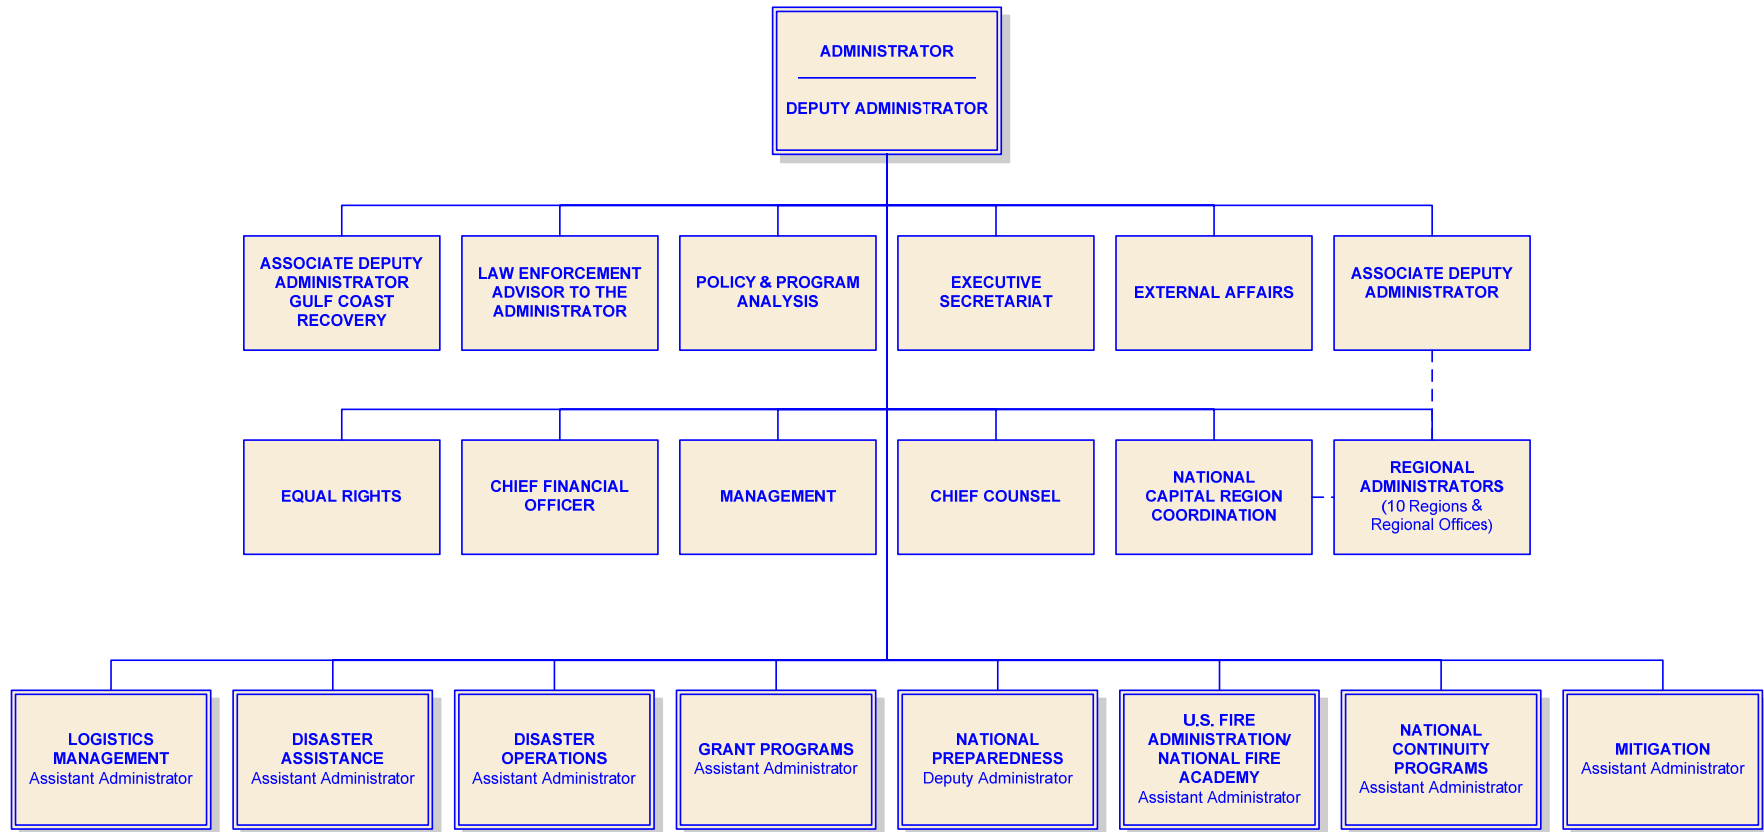 ADMINISTRATOR
DEPUTY ADMINISTRATOR
ASSOCIATE DEPUTY
ADMINISTRATOR
GULF COAST
RECOVERY
LAW ENFORCEMENT
ADVISOR TO THE
ADMINISTRATOR
POLICY & PROGRAM
ANALYSIS
EXECUTIVE
SECRETARIAT
EXTERNAL AFFAIRS
ASSOCIATE DEPUTY
ADMINISTRATOR
EQUAL RIGHTS
CHIEF FINANCIAL
OFFICER
MANAGEMENT
CHIEF COUNSEL
NATIONAL
CAPITAL REGION
COORDINATION
REGIONAL
ADMINISTRATORS
(10 Regions &
Regional Offices)
LOGISTICS
MANAGEMENT
Assistant Administrator
DISASTER
ASSISTANCE
Assistant Administrator
DISASTER
OPERATIONS
Assistant Administrator
GRANT PROGRAMS
Assistant Administrator
NATIONAL
PREPAREDNESS
Deputy Administrator
U.S. FIRE
ADMINISTRATION/
NATIONAL FIRE
ACADEMY
Assistant Administrator
NATIONAL
CONTINUITY
PROGRAMS
Assistant Administrator
MITIGATION
Assistant Administrator